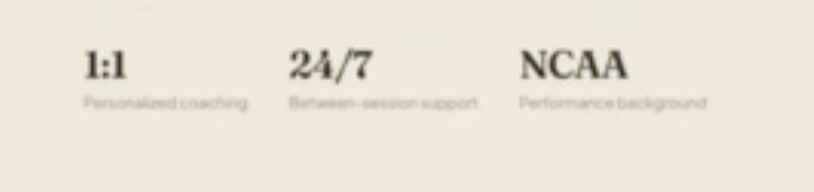 1:1 24/7 NCAA
Personalized coaching Between-session support Performance background